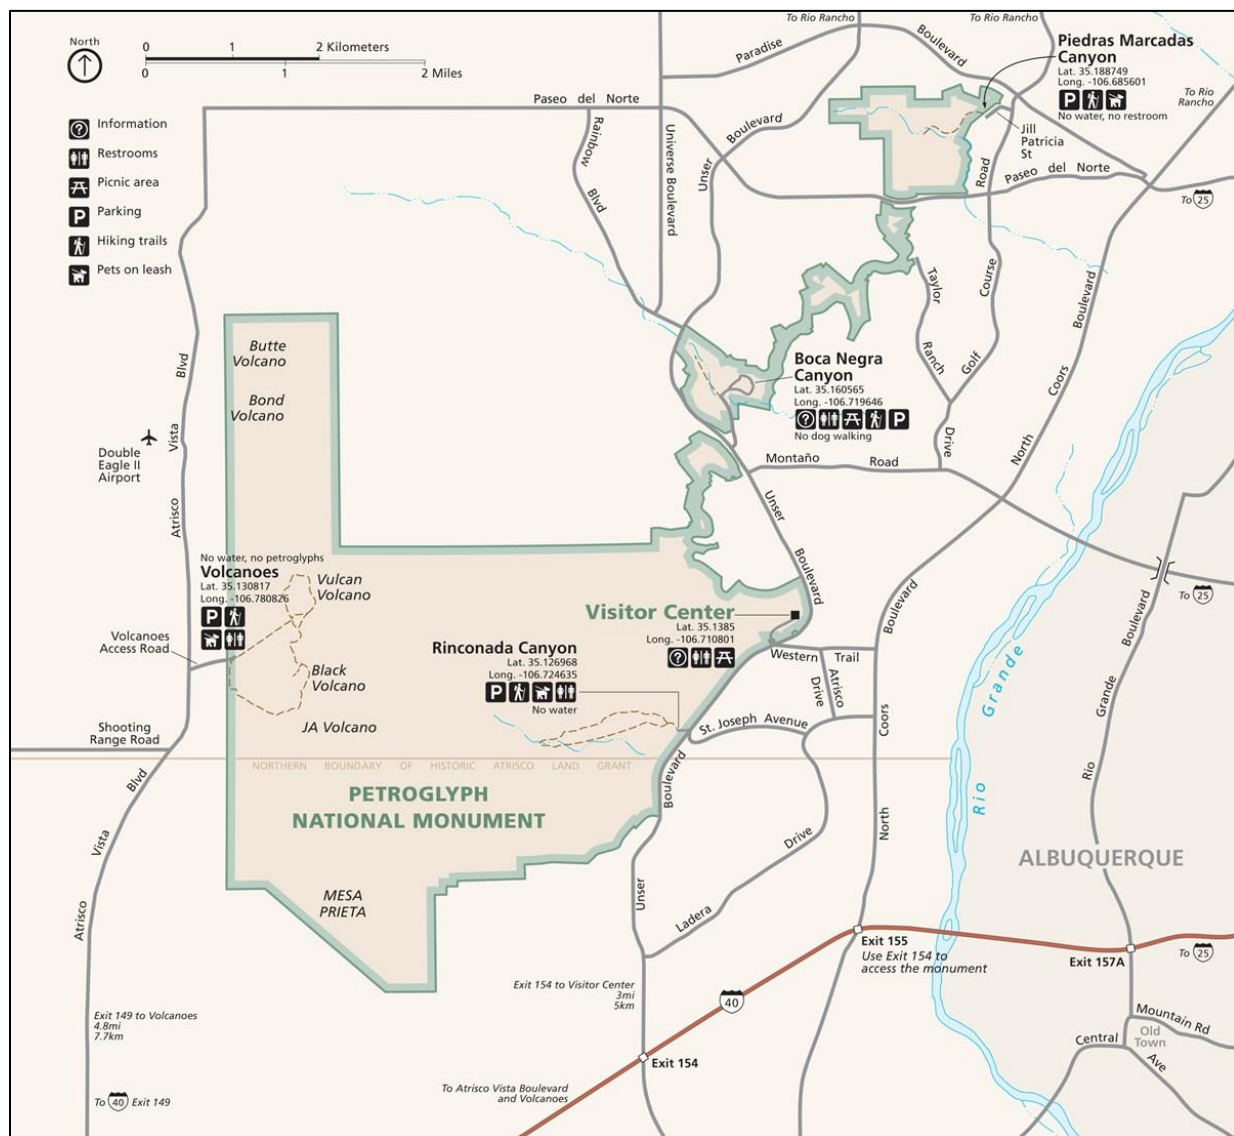 North
0 1 2 Kilometers
0 1 2 Miles
Information
Restrooms
Picnic area
Parking
Hiking trails
Pets on leash
To Rio Rancho
To Rio Rancho
To Rio
Rancho
Paradise
Boulevard
Piedras Marcadas
Canyon
Lat. 35.188749
Long. -106.685601
P
No water, no restroom
Jill
Patricia
St
Paseo del Norte
Rainbow
Blvd
Universe Boulevard
Unser
Boulevard
Road
Paseo del Norte
To 25
Taylor
Ranch
Drive
Golf
Course
Boulevard
Coors
North
Butte
Volcano
Bond
Volcano
Boca Negra
Canyon
Lat. 35.160565
Long. -106.719646
? P
No dog walking
Montaño Road
Blvd
Vista
Atrisco
Double
Eagle II
Airport
Unser
Boulevard
No water, no petroglyphs
Volcanoes
Lat. 35.130817
Long. -106.780826
P
Vulcan
Volcano
Volcanoes
Access Road
Black
Volcano
JA Volcano
Visitor Center
Lat. 35.1385
Long. -106.710801
?
Rinconada Canyon
Lat. 35.126968
Long. -106.724635
P
No water
Western Trail
Atrisco
Drive
St. Joseph Avenue
Boulevard
Coors
North
To 25
Boulevard
Grande
Rio
Rio Grande
Shooting
Range Road
NORTHERN BOUNDARY OF HISTORIC ATRISCO LAND GRANT
PETROGLYPH
NATIONAL MONUMENT
MESA
PRIETA
Blvd
Vista
Atrisco
Boulevard
Unser
Ladera
Drive
ALBUQUERQUE
Exit 155
Use Exit 154 to
access the monument
Exit 157A
To 25
Exit 154 to Visitor Center
3mi
5km
40
Exit 154
Exit 149 to Volcanoes
4.8mi
7.7km
To 40 Exit 149
To Atrisco Vista Boulevard
and Volcanoes
Mountain Rd
Old
Town
Central
Ave